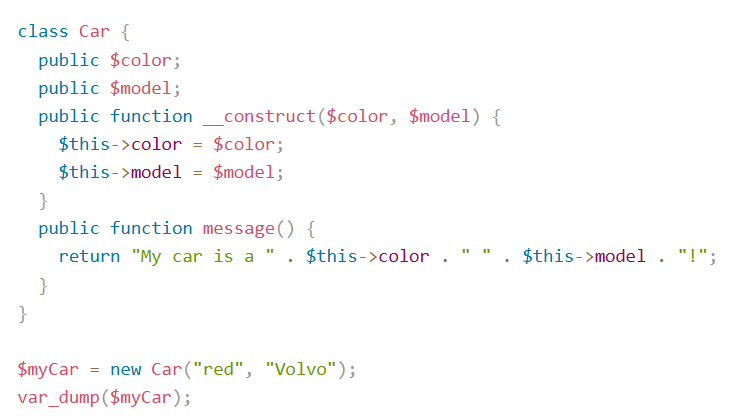 class Car {
  public $color;
  public $model;
  public function __construct($color, $model) {
    $this->color = $color;
    $this->model = $model;
  }
  public function message() {
    return "My car is a " . $this->color . " " . $this->model . "!";
  }
}

$myCar = new Car("red", "Volvo");
var_dump($myCar);